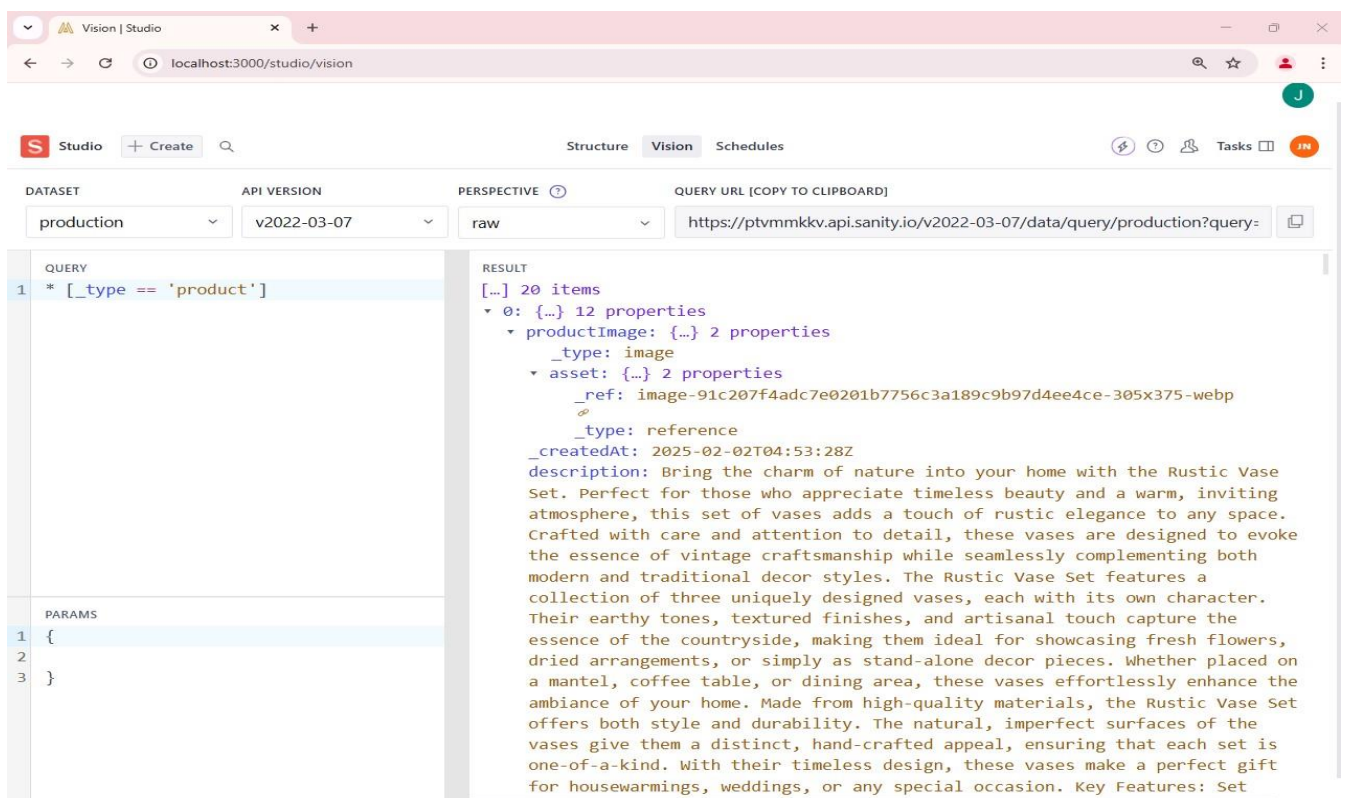 Vision | Studio
localhost:3000/studio/vision
J
S Studio + Create Structure Vision Schedules Tasks JN
DATASET API VERSION PERSPECTIVE ? QUERY URL [COPY TO CLIPBOARD]
production v2022-03-07 raw https://ptvmmkkv.api.sanity.io/v2022-03-07/data/query/production?query=
QUERY
1 * [_type == 'product']
PARAMS
1 {
2
3 }
RESULT
[…] 20 items
0: {…} 12 properties
productImage: {…} 2 properties
_type: image
asset: {…} 2 properties
_ref: image-91c207f4adc7e0201b7756c3a189c9b97d4ee4ce-305x375-webp
_type: reference
_createdAt: 2025-02-02T04:53:28Z
description: Bring the charm of nature into your home with the Rustic Vase
Set. Perfect for those who appreciate timeless beauty and a warm, inviting
atmosphere, this set of vases adds a touch of rustic elegance to any space.
Crafted with care and attention to detail, these vases are designed to evoke
the essence of vintage craftsmanship while seamlessly complementing both
modern and traditional decor styles. The Rustic Vase Set features a
collection of three uniquely designed vases, each with its own character.
Their earthy tones, textured finishes, and artisanal touch capture the
essence of the countryside, making them ideal for showcasing fresh flowers,
dried arrangements, or simply as stand-alone decor pieces. Whether placed on
a mantel, coffee table, or dining area, these vases effortlessly enhance the
ambiance of your home. Made from high-quality materials, the Rustic Vase Set
offers both style and durability. The natural, imperfect surfaces of the
vases give them a distinct, hand-crafted appeal, ensuring that each set is
one-of-a-kind. With their timeless design, these vases make a perfect gift
for housewarmings, weddings, or any special occasion. Key Features: Set